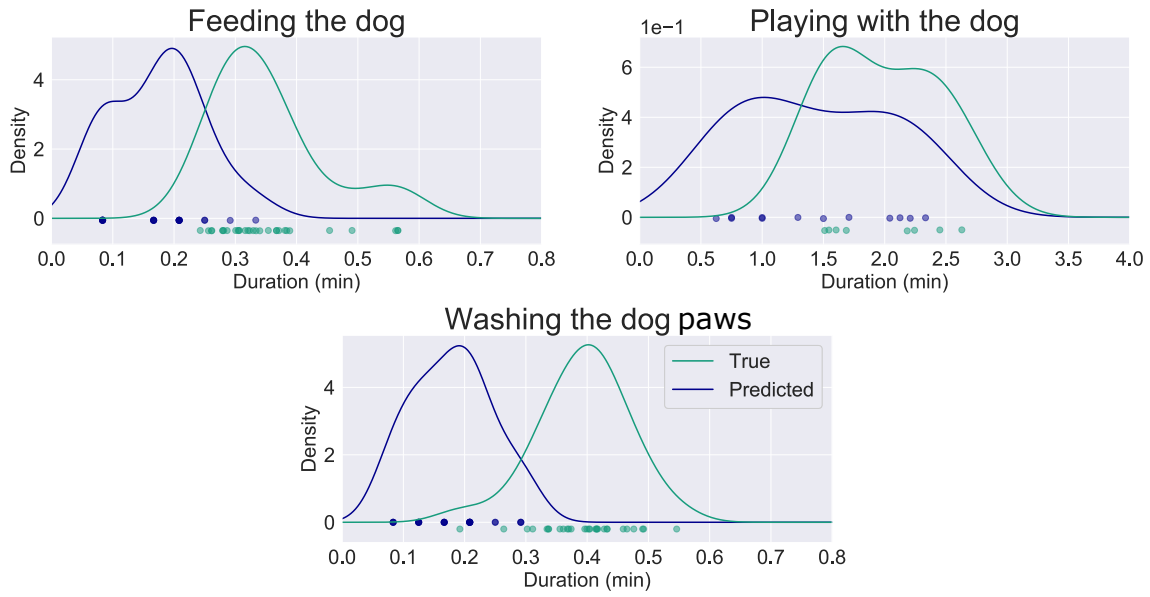 Feeding the dog
Density
4
2
0
0.0 0.1 0.2 0.3 0.4 0.5 0.6 0.7 0.8
Duration (min)
Playing with the dog
1e−1
Density
6
4
2
0
0.0 0.5 1.0 1.5 2.0 2.5 3.0 3.5 4.0
Duration (min)
Washing the dog paws
Density
4
2
0
True
Predicted
0.0 0.1 0.2 0.3 0.4 0.5 0.6 0.7 0.8
Duration (min)